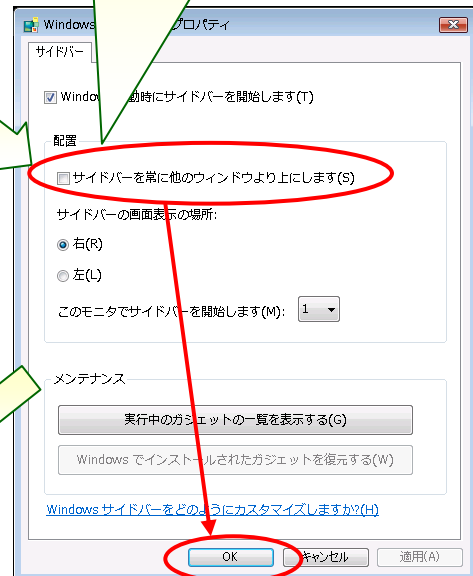 Windows プロパティ
サイドバー
Window 動時にサイドバーを開始します(T)
配置
サイドバーを常に他のウィンドウより上にします(S)
サイドバーの画面表示の場所:
右(R)
左(L)
このモニタでサイドバーを開始します(M): 1
メンテナンス
実行中のガジェットの一覧を表示する(G)
Windows でインストールされたガジェットを復元する(W)
Windows サイドバーをどのようにカスタマイズしますか?(H)
OK キャンセル 適用(A)